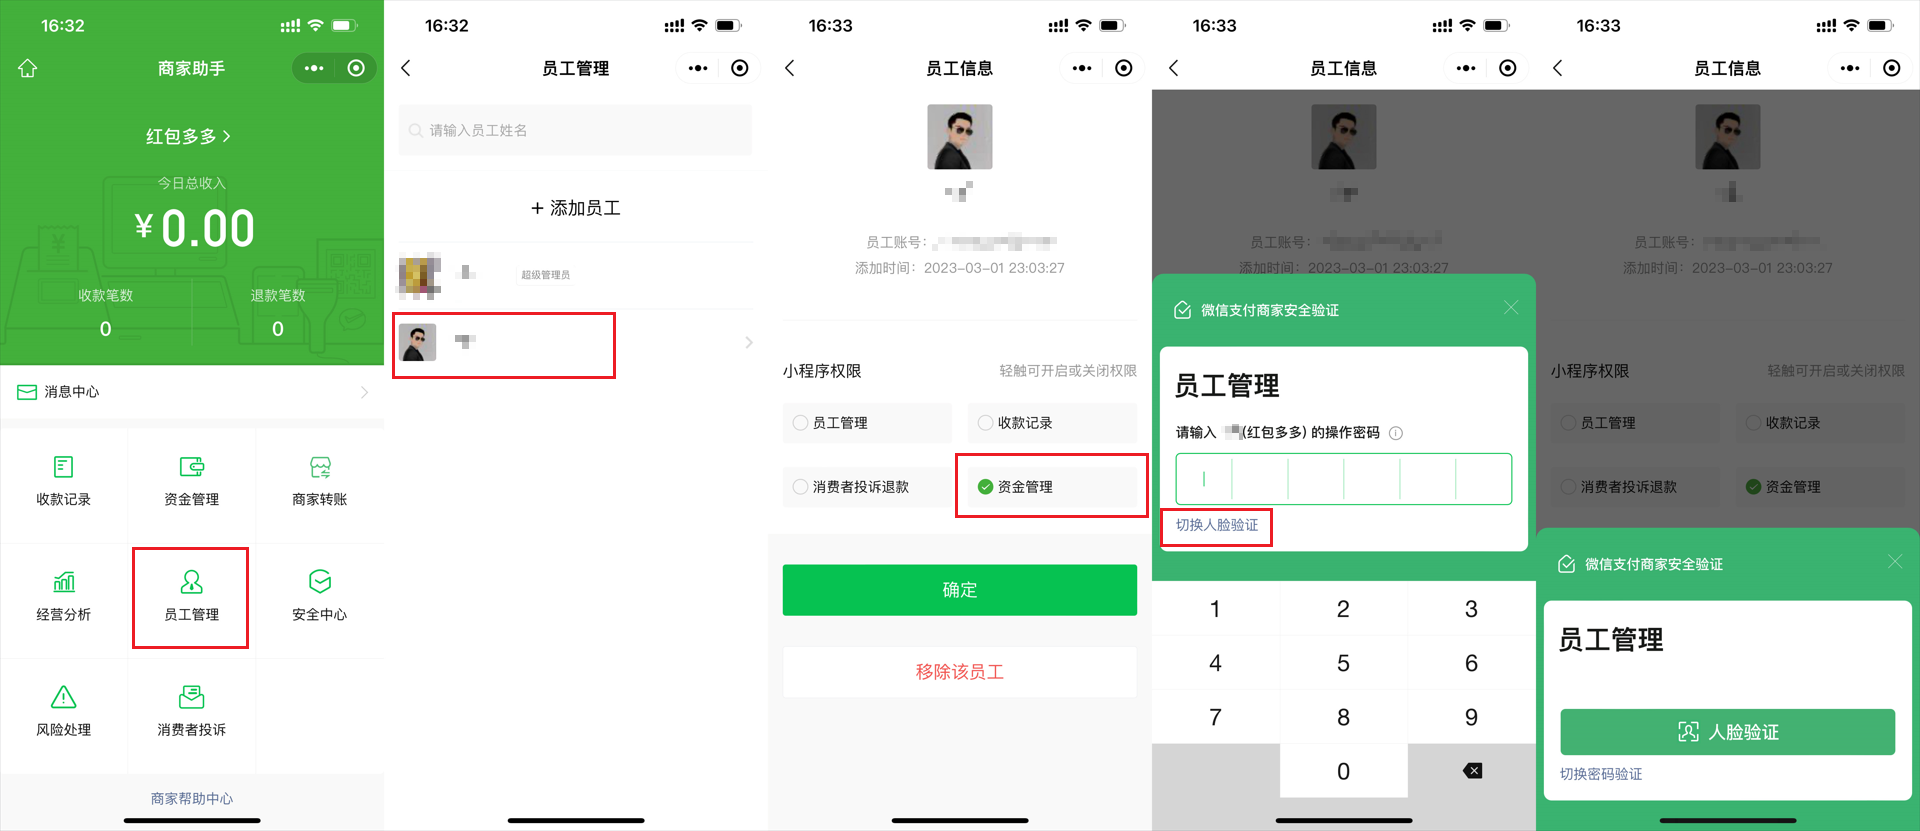 16:32
商家助手
红包多多
今日总收入
¥0.00
收款笔数
退款笔数
0
0
消息中心
收款记录
资金管理
商家转账
经营分析
员工管理
安全中心
风险处理
消费者投诉
商家帮助中心
16:32
员工管理
请输入员工姓名
+ 添加员工
超级管理员
16:33
员工信息
员工账号:
添加时间: 2023-03-01 23:03:27
小程序权限
轻触可开启或关闭权限
员工管理
收款记录
消费者投诉退款
资金管理
确定
移除该员工
16:33
员工信息
员工账号:
添加时间: 2023-03-01 23:03:27
微信支付商家安全验证
员工管理
请输入 (红包多多) 的操作密码
切换人脸验证
1
2
3
4
5
6
7
8
9
0
16:33
员工信息
员工账号:
添加时间: 2023-03-01 23:03:27
小程序权限
轻触可开启或关闭权限
员工管理
收款记录
消费者投诉退款
资金管理
微信支付商家安全验证
员工管理
人脸验证
切换密码验证